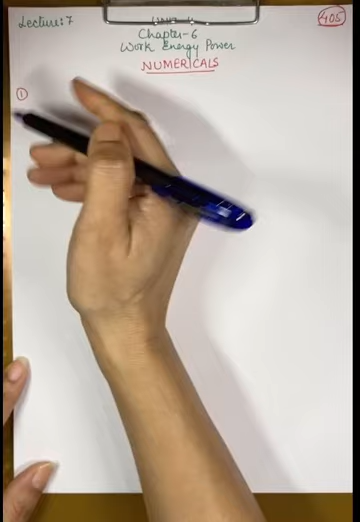 Lecture:7
405
Chapter-6
Work Energy Power
NUMERICALS
1